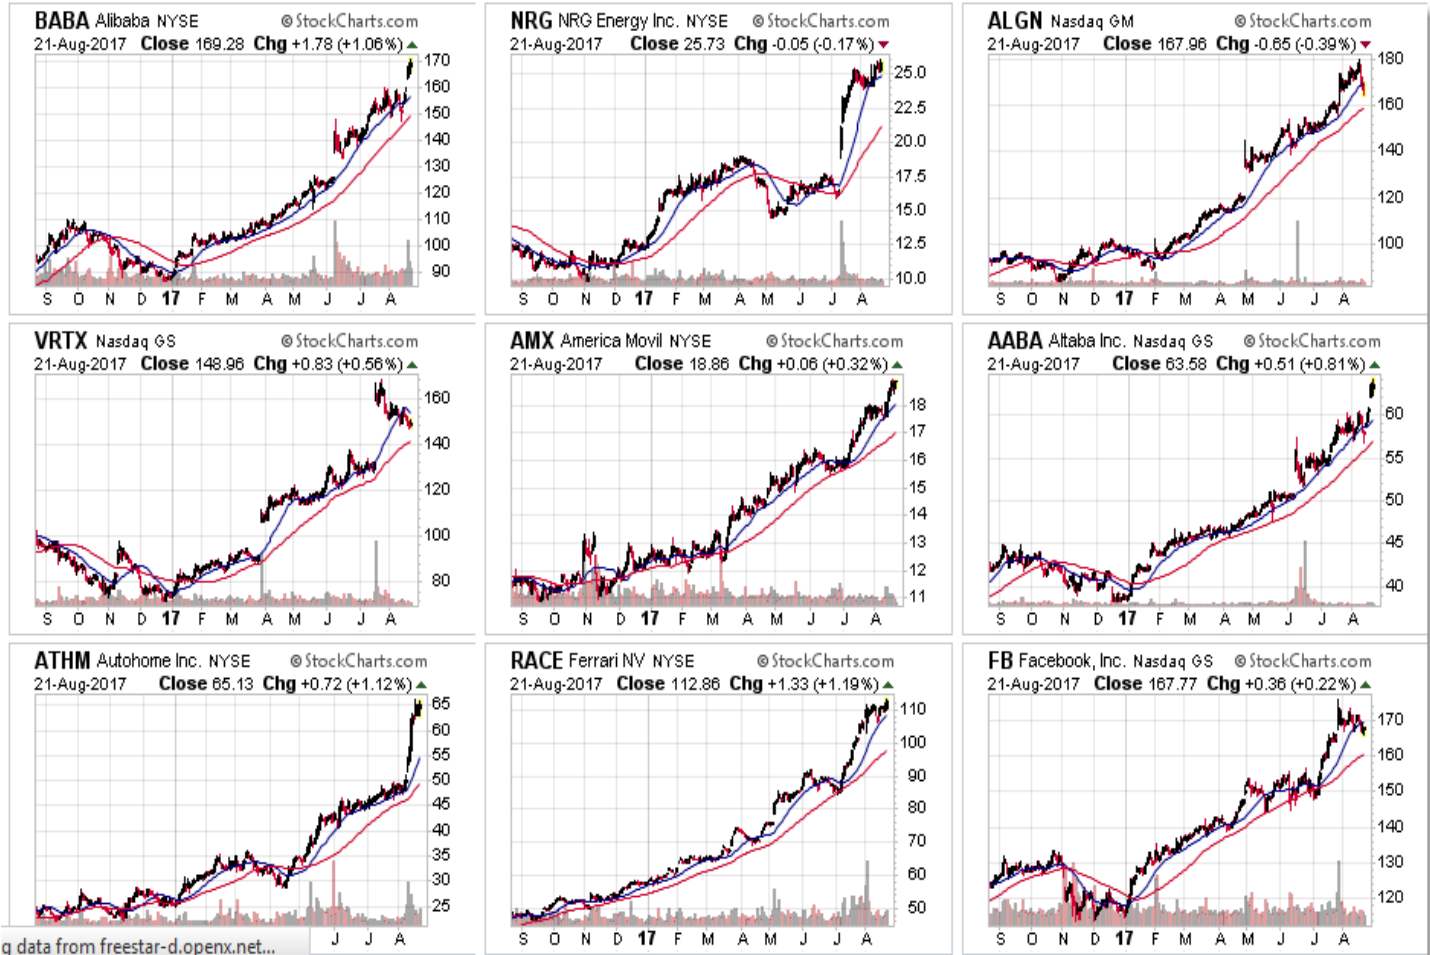 BABA Alibaba NYSE © StockCharts.com
21-Aug-2017 Close 169.28 Chg +1.78 (+1.06%)
170
160
150
140
130
120
110
100
90
S O N D 17 F M A M J J A
NRG NRG Energy Inc. NYSE © StockCharts.com
21-Aug-2017 Close 25.73 Chg -0.05 (-0.17%)
25.0
22.5
20.0
17.5
15.0
12.5
10.0
S O N D 17 F M A M J J A
ALGN Nasdaq GM © StockCharts.com
21-Aug-2017 Close 167.96 Chg -0.65 (-0.39%)
180
160
140
120
100
S O N D 17 F M A M J J A
VRTX Nasdaq GS © StockCharts.com
21-Aug-2017 Close 148.96 Chg +0.83 (+0.56%)
160
140
120
100
80
S O N D 17 F M A M J J A
AMX America Movil NYSE © StockCharts.com
21-Aug-2017 Close 18.86 Chg +0.06 (+0.32%)
18
17
16
15
14
13
12
11
S O N D 17 F M A M J J A
AABA Altaba Inc. Nasdaq GS © StockCharts.com
21-Aug-2017 Close 63.58 Chg +0.51 (+0.81%)
60
55
50
45
40
S O N D 17 F M A M J J A
ATHM Autohome Inc. NYSE © StockCharts.com
21-Aug-2017 Close 65.13 Chg +0.72 (+1.12%)
65
60
55
50
45
40
35
30
25
J J A
RACE Ferrari NV NYSE © StockCharts.com
21-Aug-2017 Close 112.86 Chg +1.33 (+1.19%)
110
100
90
80
70
60
50
S O N D 17 F M A M J J A
FB Facebook, Inc. Nasdaq GS © StockCharts.com
21-Aug-2017 Close 167.77 Chg +0.36 (+0.22%)
170
160
150
140
130
120
S O N D 17 F M A M J J A
g data from freestar-d.openx.net...